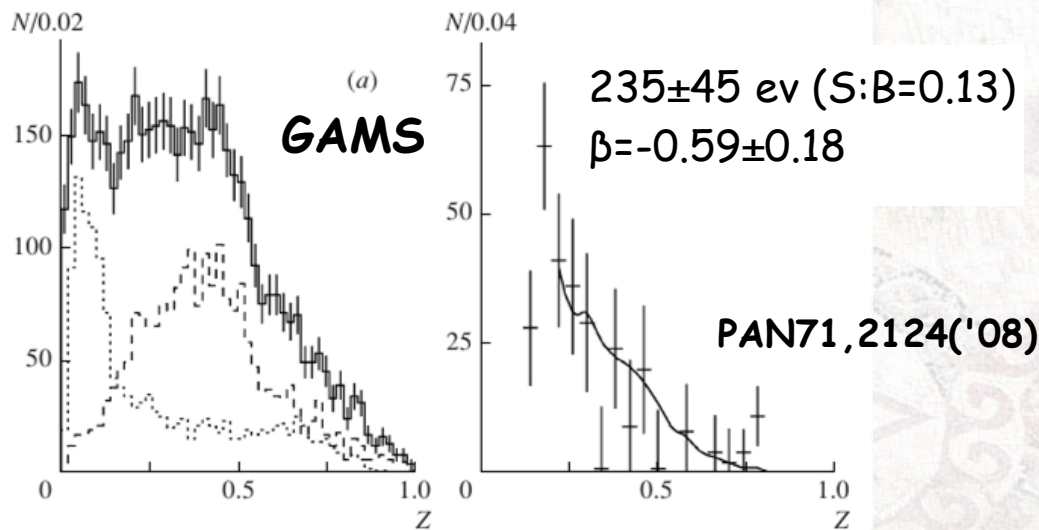 N/0.02
(a)
GAMS
150
100
50
0
0.5
1.0
Z
N/0.04
235±45 ev (S:B=0.13)
β=-0.59±0.18
75
50
25
PAN71,2124('08)
0
0.5
1.0
Z